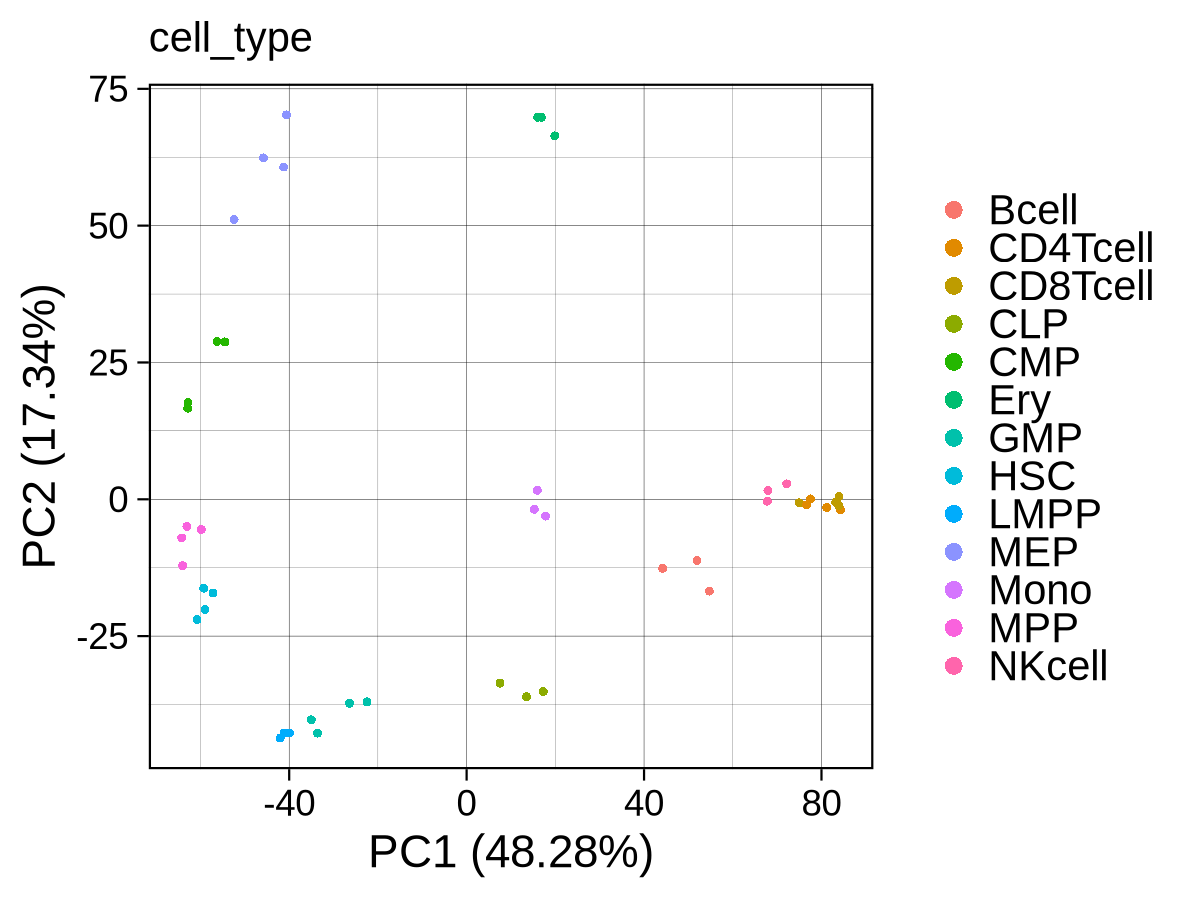 cell_type
75
50
25
0
-25
-40 0 40 80
PC1 (48.28%)
PC2 (17.34%)
Bcell
CD4Tcell
CD8Tcell
CLP
CMP
Ery
GMP
HSC
LMPP
MEP
Mono
MPP
NKcell